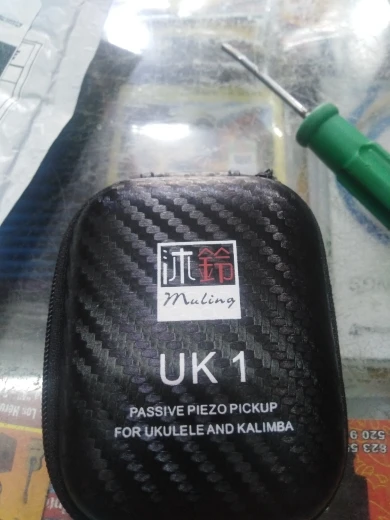 沐鈴
Muling
UK 1
PASSIVE PIEZO PICKUP
FOR UKULELE AND KALIMBA